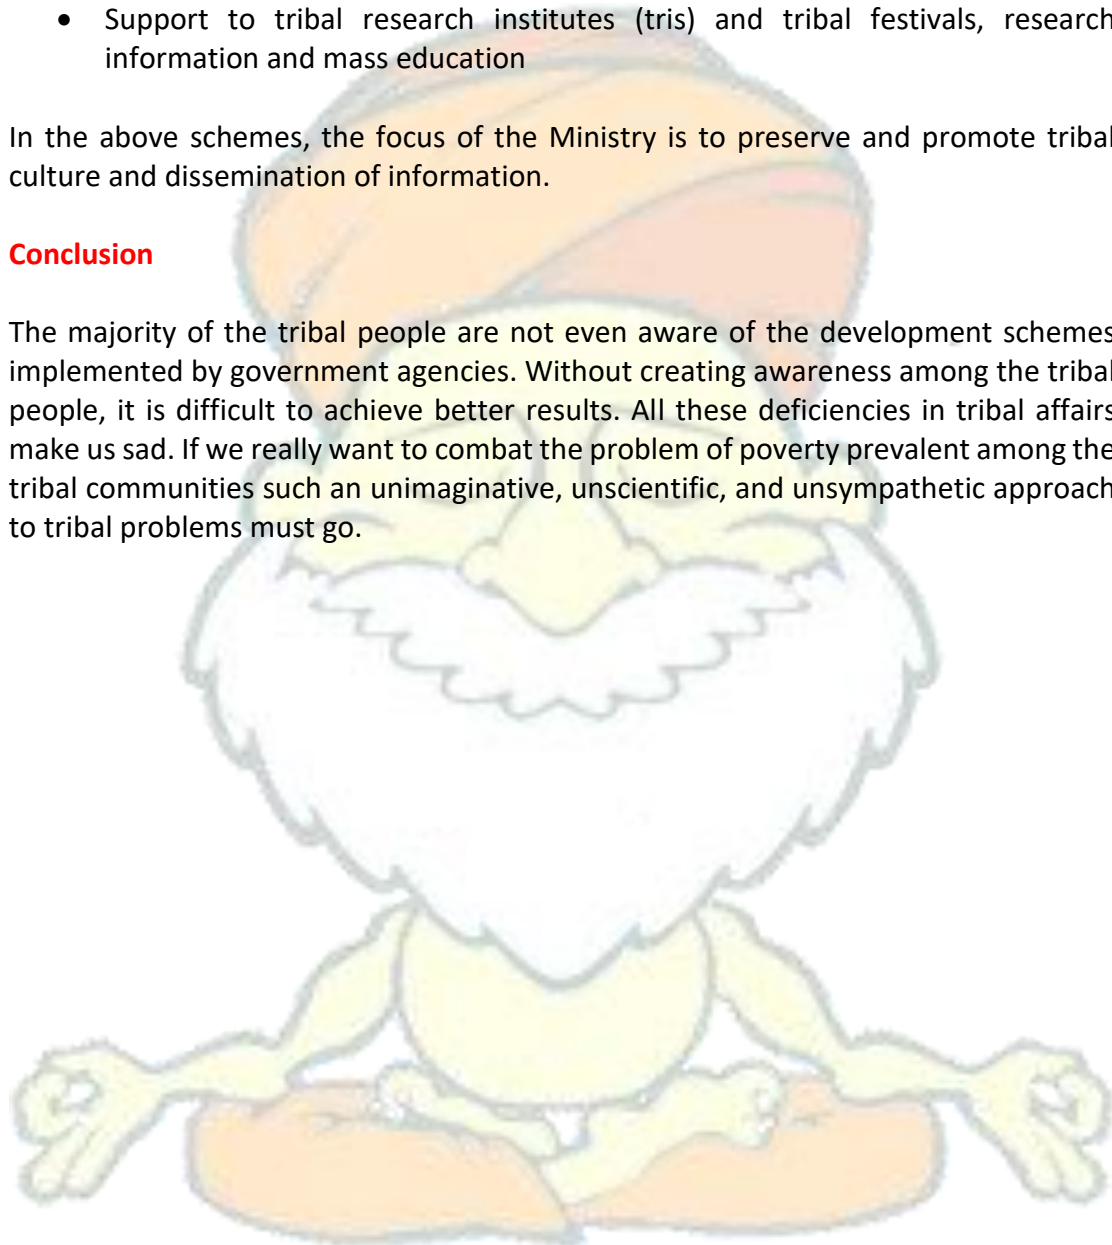 • Support to tribal research institutes (tris) and tribal festivals, research
information and mass education
In the above schemes, the focus of the Ministry is to preserve and promote tribal
culture and dissemination of information.
Conclusion
The majority of the tribal people are not even aware of the development schemes
implemented by government agencies. Without creating awareness among the tribal
people, it is difficult to achieve better results. All these deficiencies in tribal affairs
make us sad. If we really want to combat the problem of poverty prevalent among the
tribal communities such an unimaginative, unscientific, and unsympathetic approach
to tribal problems must go.